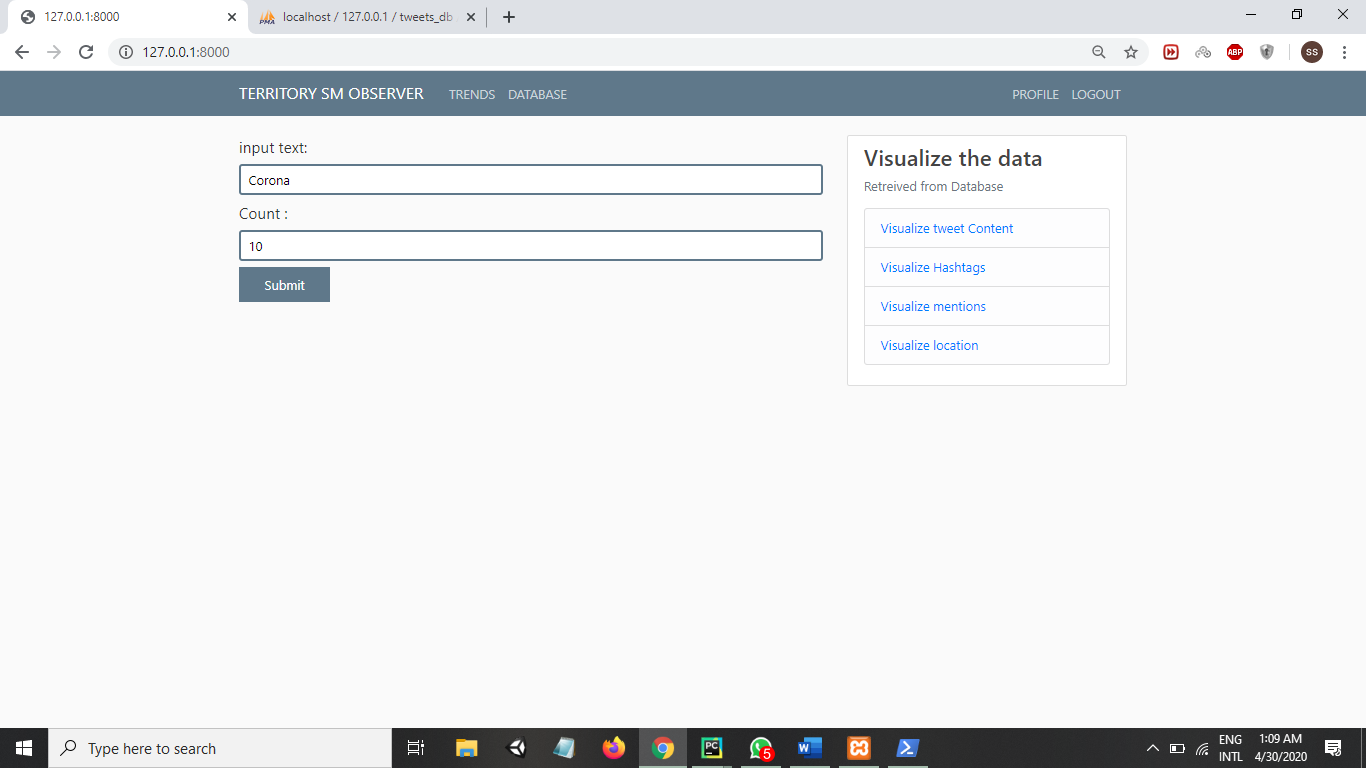 127.0.0.1:8000
localhost / 127.0.0.1 / tweets_db
127.0.0.1:8000
ABP
SS
TERRITORY SM OBSERVER
TRENDS
DATABASE
PROFILE
LOGOUT
input text:
Corona
Count :
10
Submit
Visualize the data
Retreived from Database
Visualize tweet Content
Visualize Hashtags
Visualize mentions
Visualize location
Type here to search
PC
5
W
ENG
INTL
1:09 AM
4/30/2020